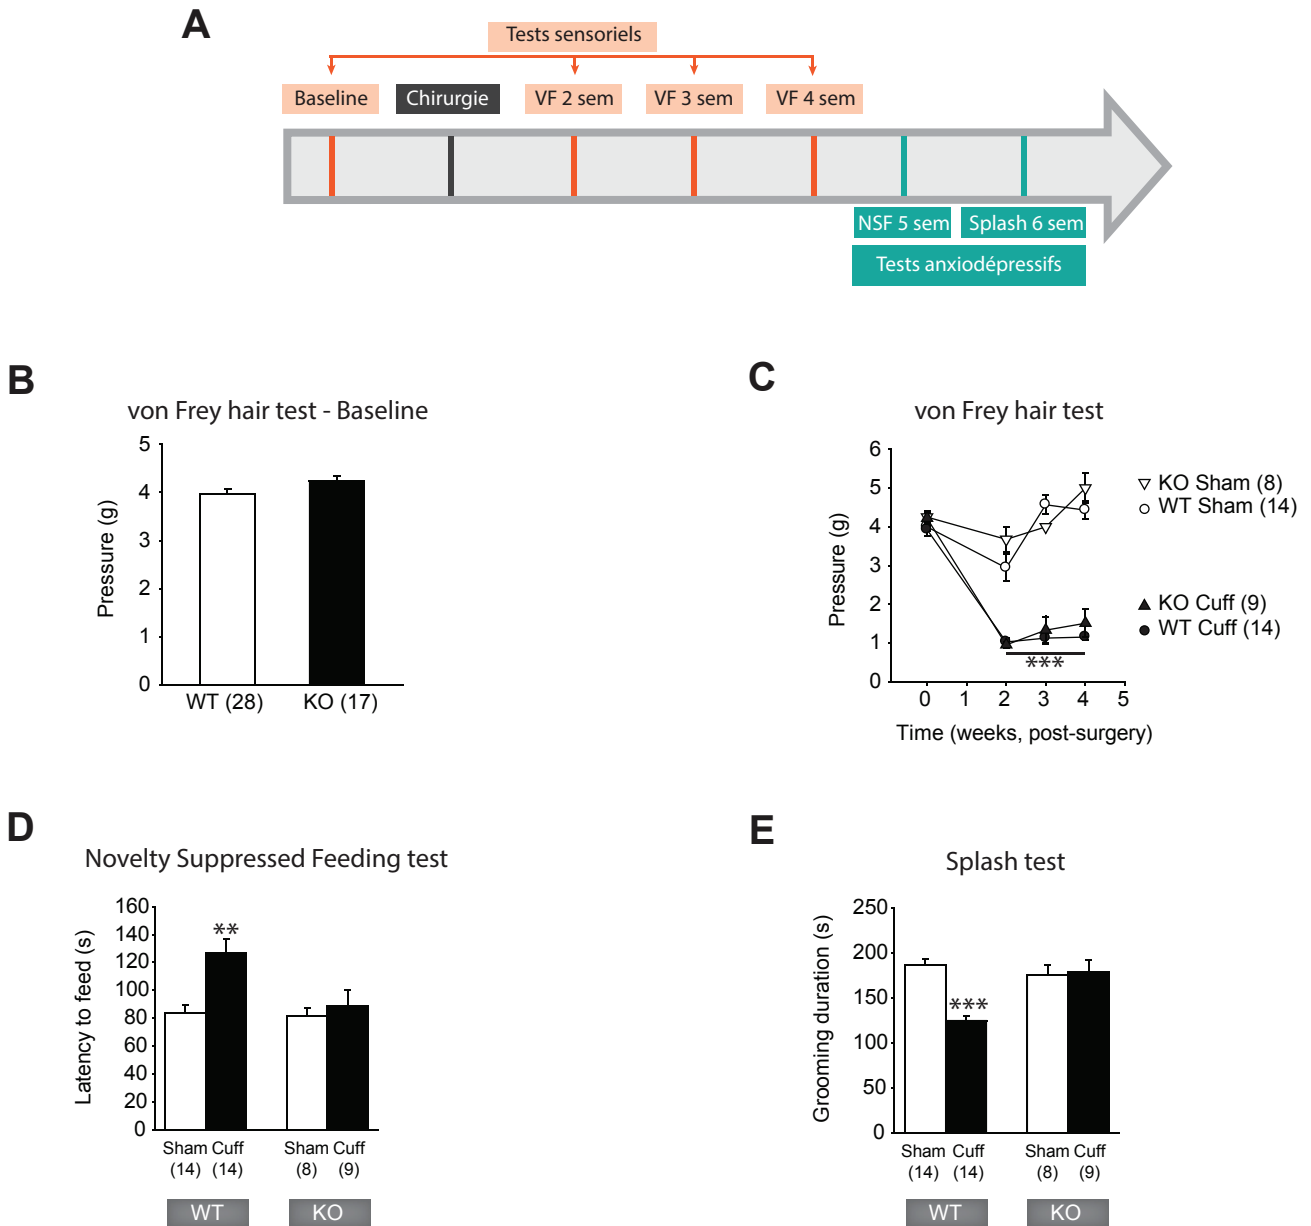 A
Tests sensoriels
Baseline
Chirurgie
VF 2 sem
VF 3 sem
VF 4 sem
NSF 5 sem
Splash 6 sem
Tests anxiodépressifs
B
von Frey hair test - Baseline
Pressure (g)
5
4
3
2
1
0
WT (28)
KO (17)
C
von Frey hair test
Pressure (g)
6
5
4
3
2
1
0
***
0 1 2 3 4 5
Time (weeks, post-surgery)
KO Sham (8)
WT Sham (14)
KO Cuff (9)
WT Cuff (14)
D
Novelty Suppressed Feeding test
Latency to feed (s)
160
140
120
100
80
60
40
20
0
**
Sham Cuff Sham Cuff
(14) (14) (8) (9)
WT KO
E
Splash test
Grooming duration (s)
250
200
150
100
50
0
***
Sham Cuff Sham Cuff
(14) (14) (8) (9)
WT KO